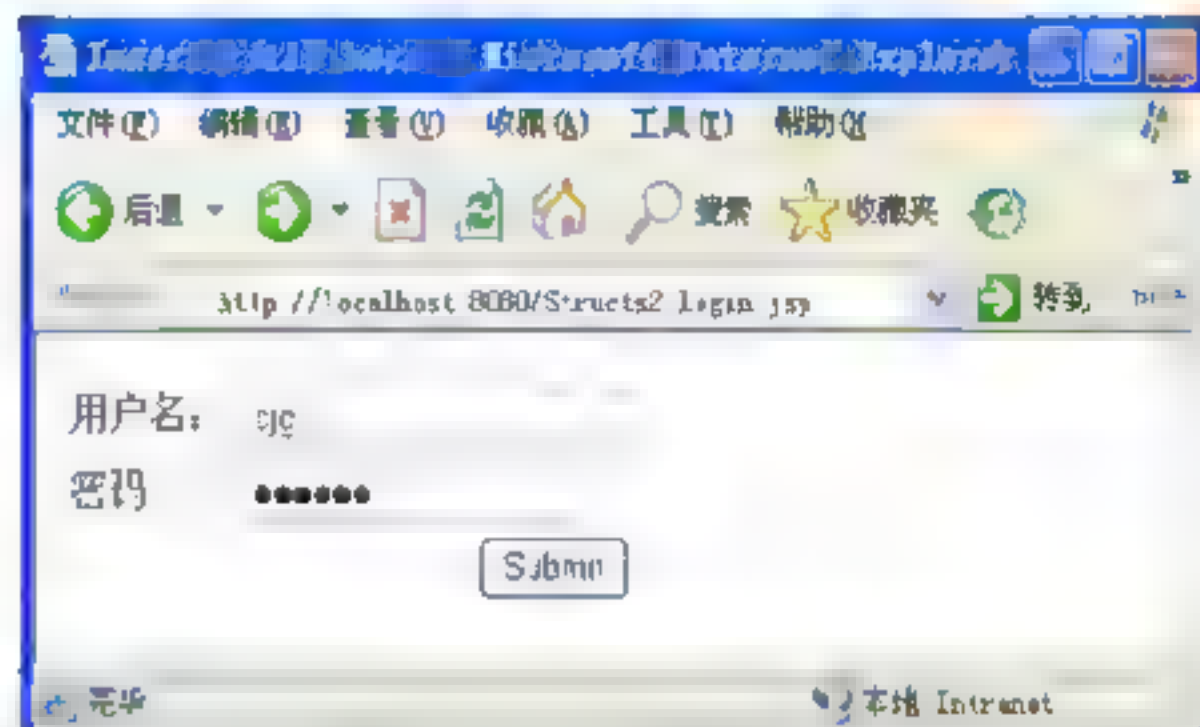 文件(F) 编辑(E) 查看(V) 收藏(A) 工具(T) 帮助(H)
后退 搜索 收藏夹
http //localhost 8080/Structs2 login jsp 转到
用户名:
密码 ●●●●●●
Submit
完毕 本地 Intranet